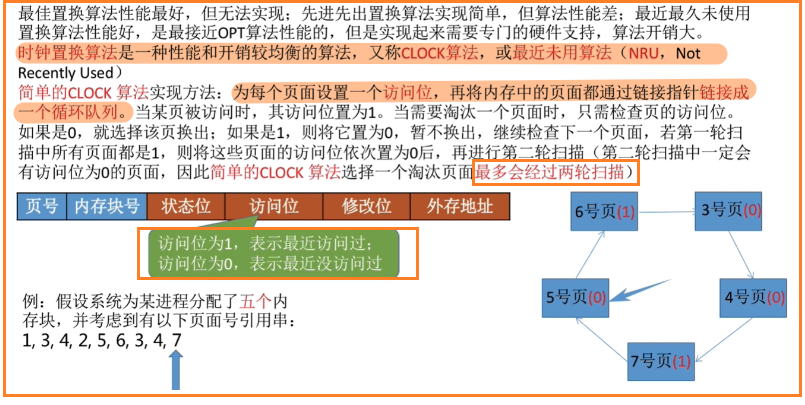 最佳置换算法性能最好，但无法实现；先进先出置换算法实现简单，但算法性能差；最近最久未使用
置换算法性能好，是最接近OPT算法性能的，但是实现起来需要专门的硬件支持，算法开销大。
时钟置换算法是一种性能和开销较均衡的算法，又称CLOCK算法，或最近未用算法（NRU，Not
Recently Used）
简单的CLOCK 算法实现方法：为每个页面设置一个访问位，再将内存中的页面都通过链接指针链接成
一个循环队列。当某页被访问时，其访问位置为1。当需要淘汰一个页面时，只需检查页的访问位。
如果是0，就选择该页换出；如果是1，则将它置为0，暂不换出，继续检查下一个页面，若第一轮扫
描中所有页面都是1，则将这些页面的访问位依次置为0后，再进行第二轮扫描（第二轮扫描中一定会
有访问位为0的页面，因此简单的CLOCK 算法选择一个淘汰页面最多会经过两轮扫描）
页号 内存块号 状态位 访问位 修改位 外存地址
访问位为1，表示最近访问过；
访问位为0，表示最近没访问过
例：假设系统为某进程分配了五个内
存块，并考虑到有以下页面号引用串：
1, 3, 4, 2, 5, 6, 3, 4, 7
6号页(1)
3号页(0)
5号页(0)
4号页(0)
7号页(1)